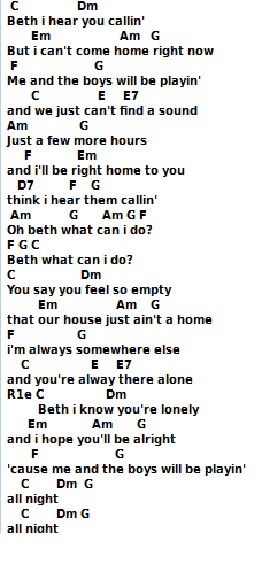 C Dm
Beth i hear you callin'
Em Am G
But i can't come home right now
F G
Me and the boys will be playin'
C E E7
and we just can't find a sound
Am G
Just a few more hours
F Em
and i'll be right home to you
D7 F G
think i hear them callin'
Am G Am G F
Oh beth what can i do?
F G C
Beth what can i do?
C Dm
You say you feel so empty
Em Am G
that our house just ain't a home
F G
i'm always somewhere else
C E E7
and you're alway there alone
R1e C Dm
Beth i know you're lonely
Em Am G
and i hope you'll be alright
F G
'cause me and the boys will be playin'
C Dm G
all night
C Dm G
all night